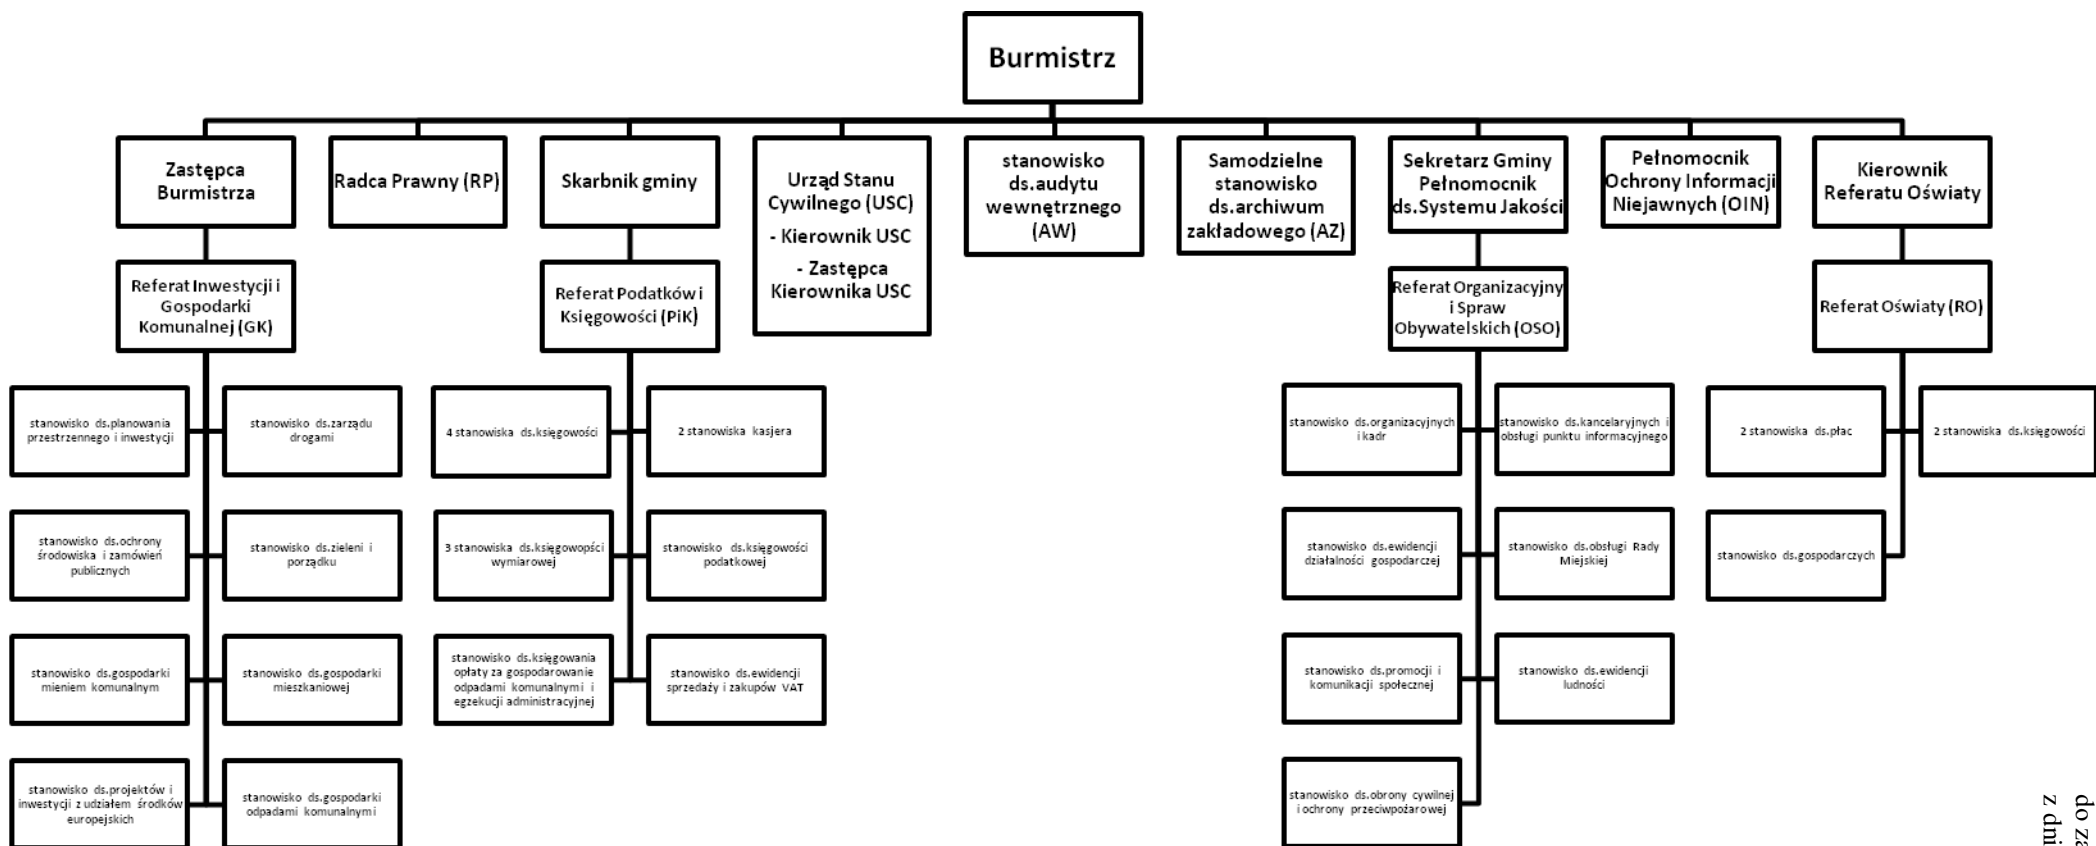 Burmistrz
Zastępca
Burmistrza
Radca Prawny (RP)
Skarbnik gminy
Urząd Stanu
Cywilnego (USC)
- Kierownik USC
- Zastępca
Kierownika USC
stanowisko
ds.audytu
wewnętrznego
(AW)
Samodzielne
stanowisko
ds.archiwum
zakładowego (AZ)
Sekretarz Gminy
Pełnomocnik
ds.Systemu Jakości
Pełnomocnik
Ochrony Informacji
Niejawnych (OIN)
Kierownik
Referatu Oświaty
Referat Inwestycji i
Gospodarki
Komunalnej (GK)
Referat Podatków i
Księgowości (PiK)
Referat Organizacyjny
i Spraw
Obywatelskich (OSO)
Referat Oświaty (RO)
stanowisko ds.planowania
przestrzennego i inwestycji
stanowisko ds.zarządu
drogami
4 stanowiska ds.księgowości
2 stanowiska kasjera
stanowisko ds.organizacyjnych
i kadr
stanowisko ds.kancelaryjnych i
obsługi punktu informacyjnego
2 stanowiska ds.płac
2 stanowiska ds.księgowości
stanowisko ds.ochrony
środowiska i zamówień
publicznych
stanowisko ds.zieleni i
porządku
3 stanowiska ds.księgowopści
wymiarowej
stanowisko ds.księgowości
podatkowej
stanowisko ds.ewidencji
działalności gospodarczej
stanowisko ds.obsługi Rady
Miejskiej
stanowisko ds.gospodarczych
stanowisko ds.gospodarki
mieniem komunalnym
stanowisko ds.gospodarki
mieszkaniowej
stanowisko ds.księgowania
opłaty za gospodarowanie
odpadami komunalnymi i
egzekucji administracyjnej
stanowisko ds.ewidencji
sprzedaży i zakupów VAT
stanowisko ds.promocji i
komunikacji społecznej
stanowisko ds.ewidencji
ludności
stanowisko ds.projektów i
inwestycji z udziałem środków
europejskich
stanowisko ds.gospodarki
odpadami komunalnymi
stanowisko ds.obrony cywilnej
i ochrony przeciwpożarowej
do za
z dni